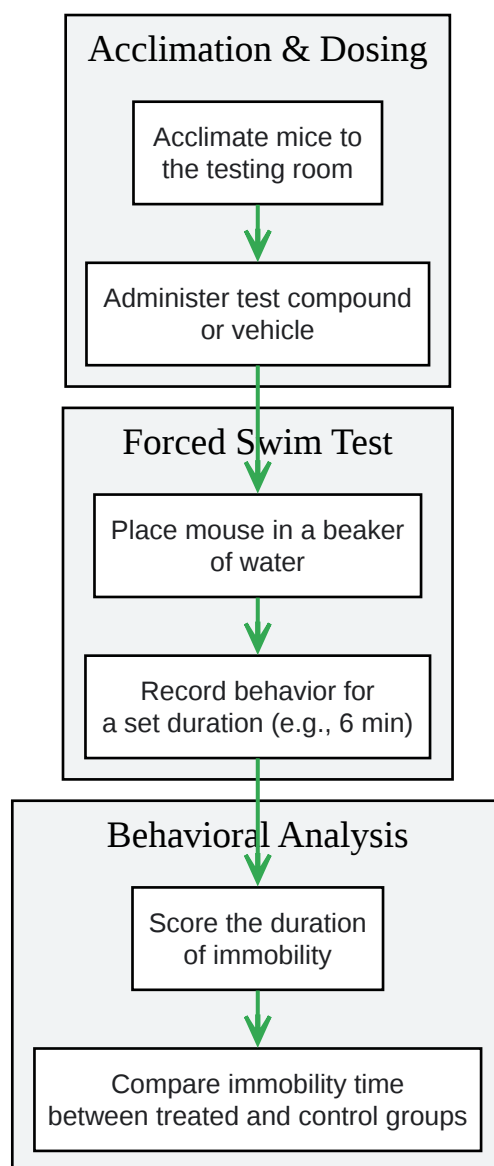 Acclimation & Dosing
Acclimate mice to
the testing room
Administer test compound
or vehicle
Forced Swim Test
Place mouse in a beaker
of water
Record behavior for
a set duration (e.g., 6 min)
Behavioral Analysis
Score the duration
of immobility
Compare immobility time
between treated and control groups